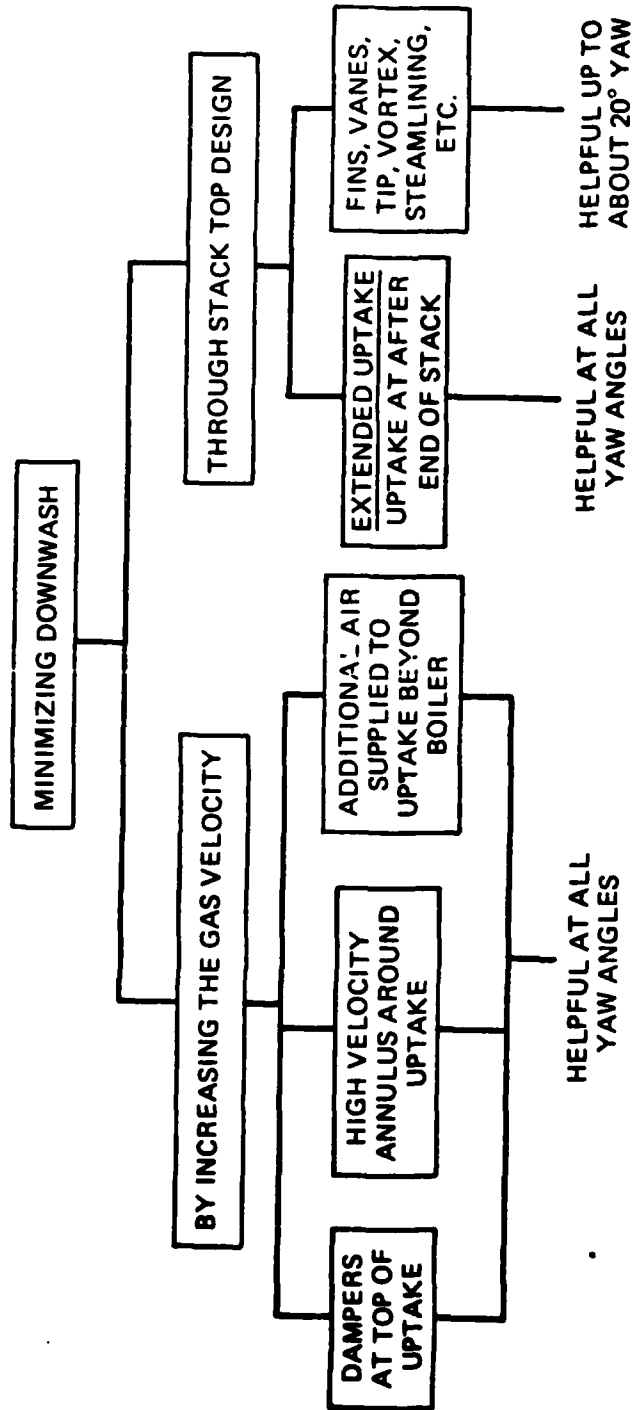 MINIMIZING DOWNWASH
BY INCREASING THE GAS VELOCITY
THROUGH STACK TOP DESIGN
DAMPERS
AT TOP OF
UPTAKE
HIGH VELOCITY
ANNULUS AROUND
UPTAKE
ADDITIONAL AIR
SUPPLIED TO
UPTAKE BEYOND
BOILER
EXTENDED UPTAKE
UPTAKE AT AFTER
END OF STACK
FINS, VANES,
TIP, VORTEX,
STEAMLINING,
ETC.
HELPFUL AT ALL
YAW ANGLES
HELPFUL AT ALL
YAW ANGLES
HELPFUL UP TO
ABOUT 20° YAW